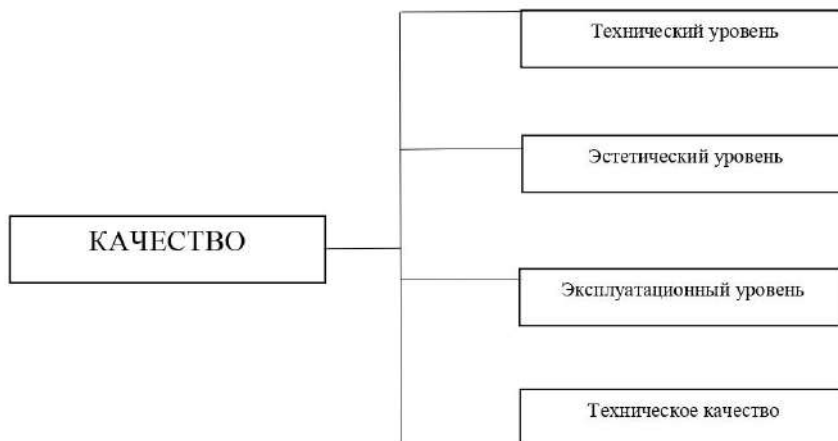 Технический уровень
Эстетический уровень
КАЧЕСТВО
Эксплуатационный уровень
Техническое качество